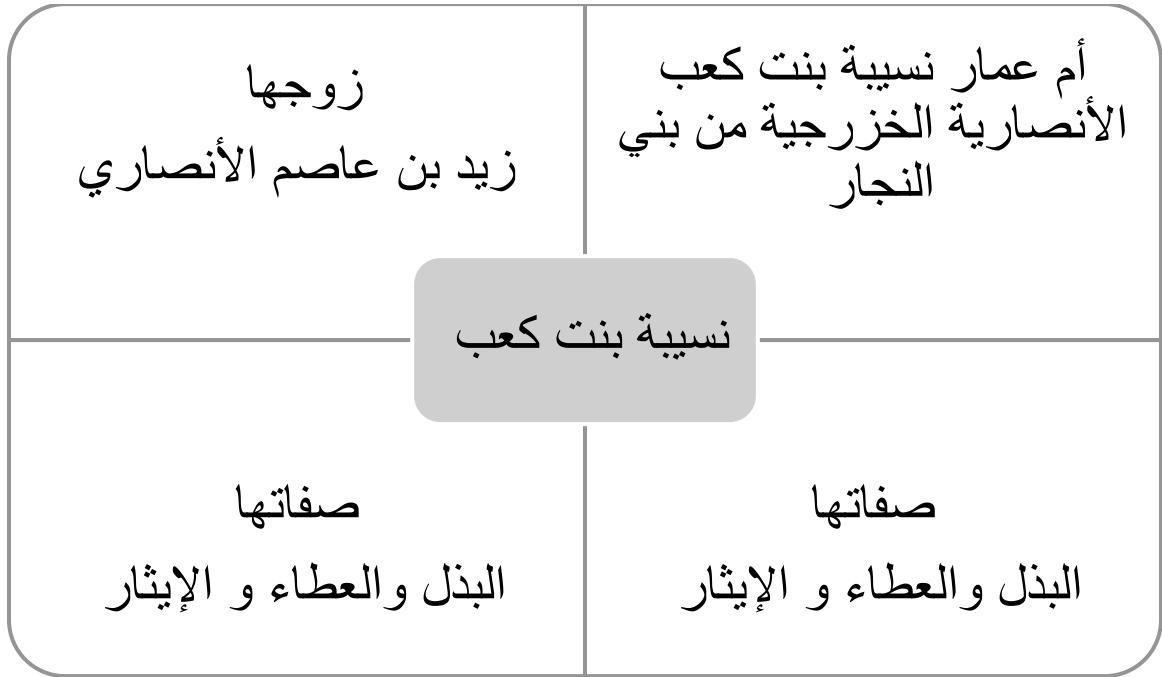 أم عمار نسيبة بنت كعب
الأنصارية الخزرجية من بني
النجار
زوجها
زيد بن عاصم الأنصاري
نسيبة بنت كعب
صفاتها
البذل والعطاء و الإيثار
صفاتها
البذل والعطاء و الإيثار